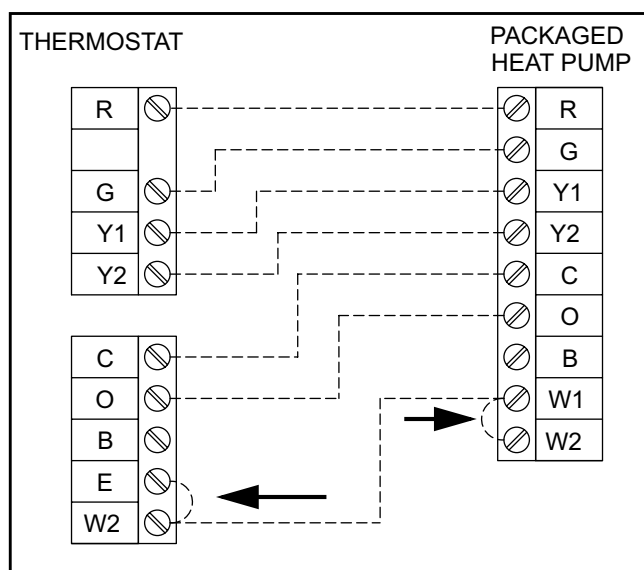 THERMOSTAT
PACKAGED
HEAT PUMP
R
G
Y1
Y2
C
O
B
E
W2
R
G
Y1
Y2
C
O
B
W1
W2